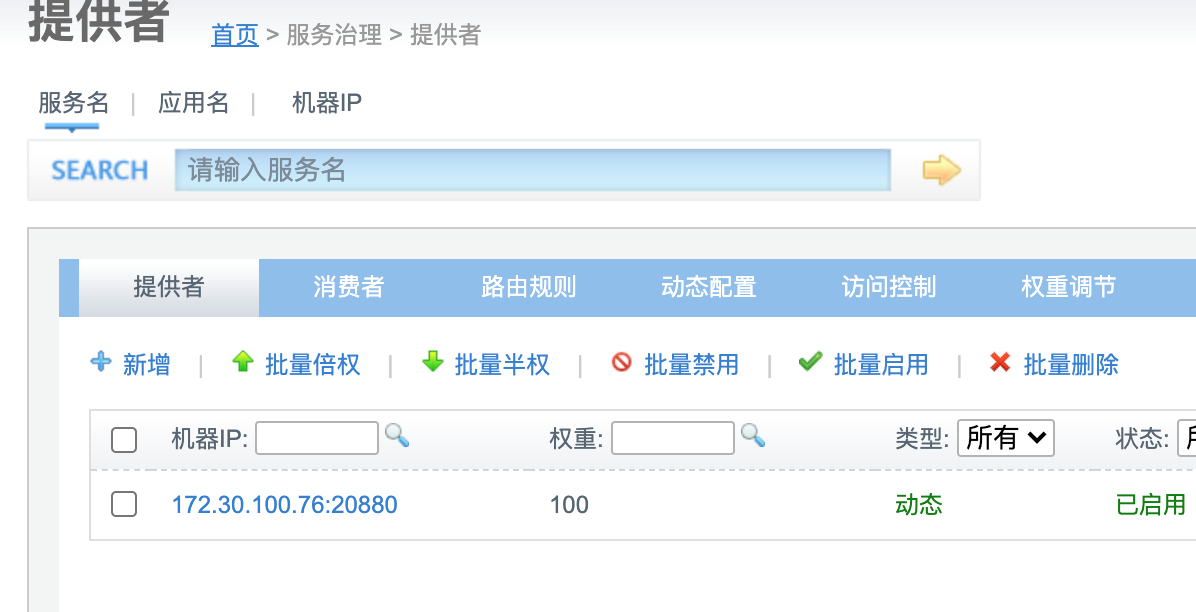 提供者 首页 > 服务治理 > 提供者
服务名 | 应用名 | 机器IP
SEARCH 请输入服务名
提供者 消费者 路由规则 动态配置 访问控制 权重调节
新增 | 批量倍权 | 批量半权 | 批量禁用 | 批量启用 | 批量删除
机器IP: 权重: 类型: 所有 状态:
172.30.100.76:20880 100 动态 已启用